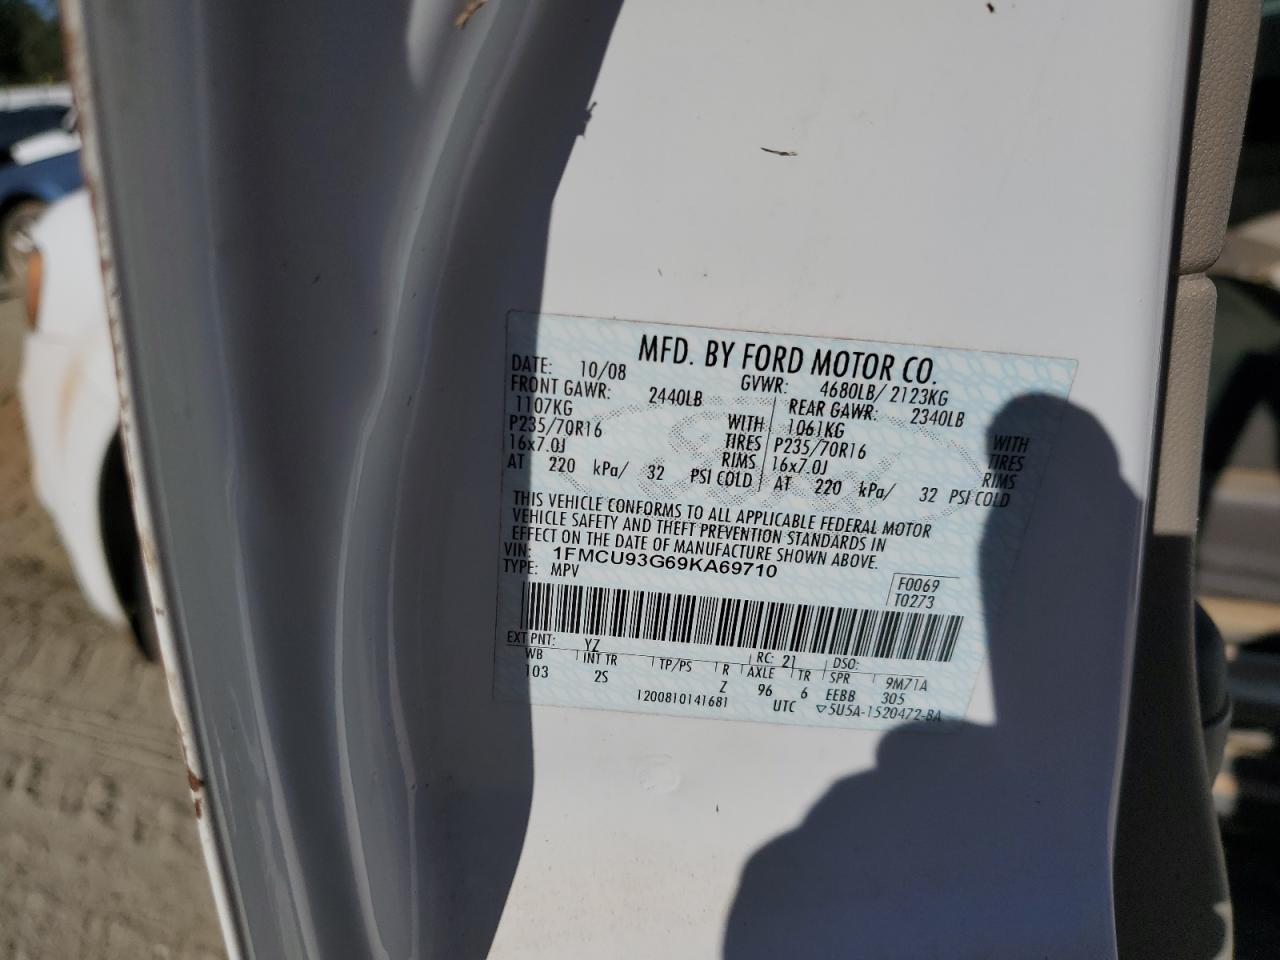 MFD. BY FORD MOTOR CO.
DATE: 10/08 GVWR: 4680LB/ 2123KG
FRONT GAWR: 2440LB REAR GAWR: 2340LB
1107KG WITH 1061KG WITH
P235/70R16 TIRES P235/70R16 TIRES
16x7.0J RIMS 16x7.0J RIMS
AT 220 kPa/ 32 PSI COLD AT 220 kPa/ 32 PSI COLD
THIS VEHICLE CONFORMS TO ALL APPLICABLE FEDERAL MOTOR
VEHICLE SAFETY AND THEFT PREVENTION STANDARDS IN
EFFECT ON THE DATE OF MANUFACTURE SHOWN ABOVE.
VIN: 1FMCU93G69KA69710
TYPE: MPV
F0069
T0273
EXT PNT: YZ RC: 21 DSO:
WB INT TR TP/PS R AXLE TR SPR 9M71A
103 2S Z 96 6 EEBB 305
1200810141681 UTC ▽5U5A-1520472-BA